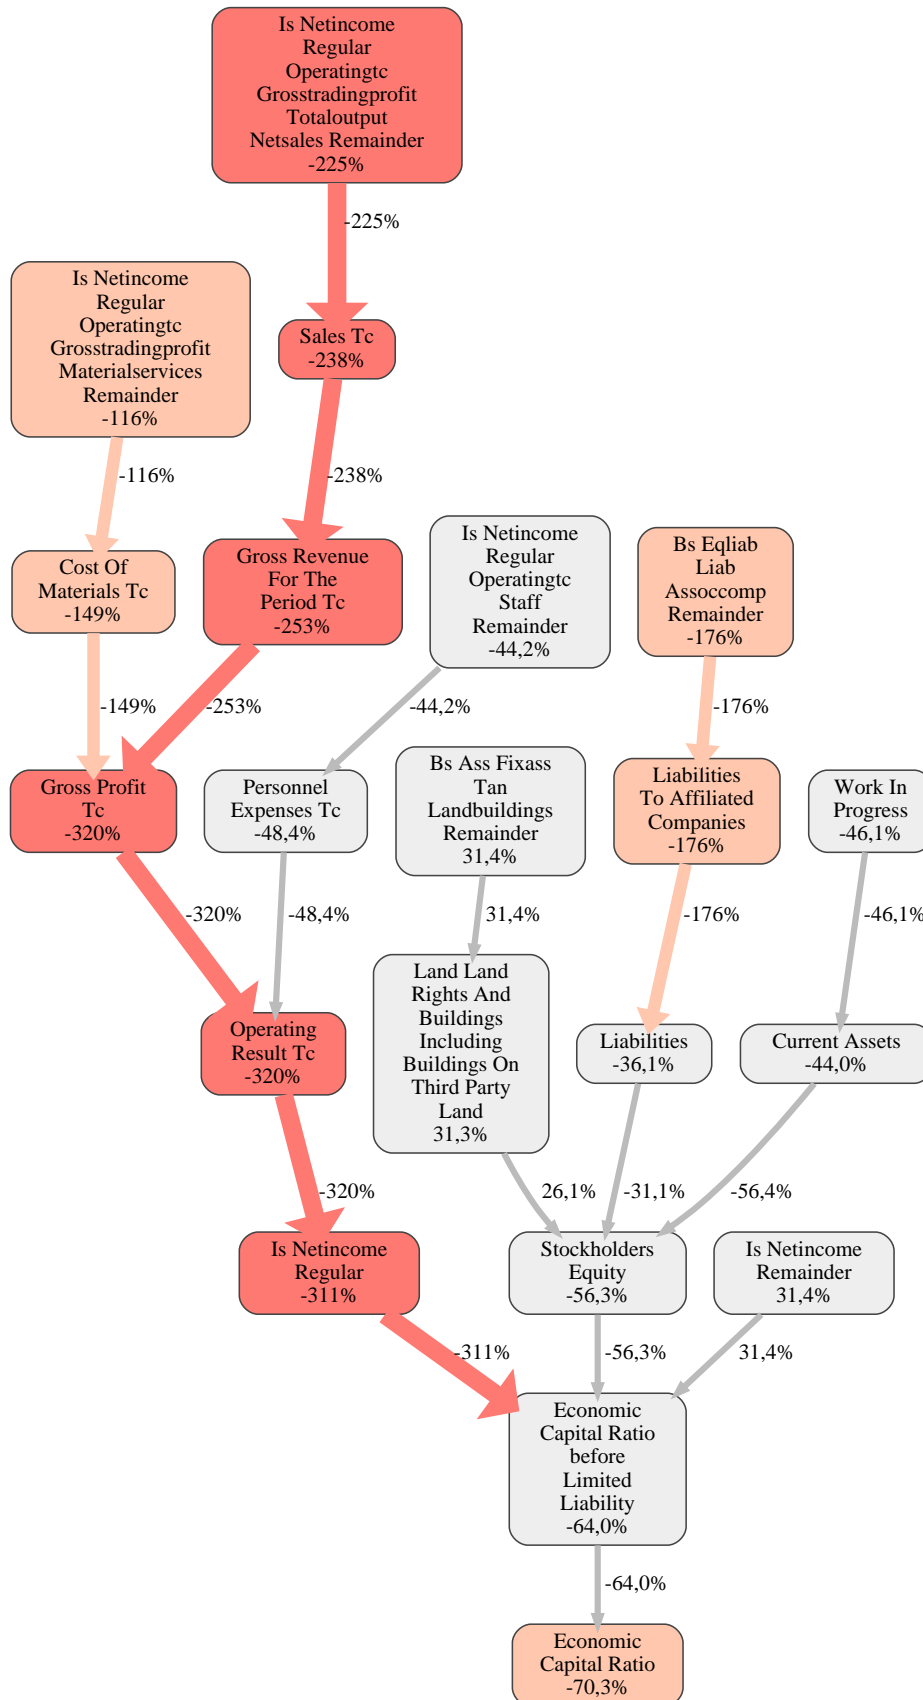 Is Netincome
Regular
Operatingtc
Grosstradingprofit
Totaloutput
Netsales Remainder
-225%
-225%
Is Netincome
Regular
Operatingtc
Grosstradingprofit
Materialservices
Remainder
-116%
Sales Tc
-238%
-116%
-238%
Cost Of
Materials Tc
-149%
Gross Revenue
For The
Period Tc
-253%
Is Netincome
Regular
Operatingtc
Staff
Remainder
-44,2%
Bs Eqliab
Liab
Assoccomp
Remainder
-176%
-149%
-253%
-44,2%
-176%
Gross Profit
Tc
-320%
Personnel
Expenses Tc
-48,4%
Bs Ass Fixass
Tan
Landbuildings
Remainder
31,4%
Liabilities
To Affiliated
Companies
-176%
Work In
Progress
-46,1%
-320%
-48,4%
31,4%
-176%
-46,1%
Operating
Result Tc
-320%
Land Land
Rights And
Buildings
Including
Buildings On
Third Party
Land
31,3%
Liabilities
-36,1%
Current Assets
-44,0%
-320%
26,1%
-31,1%
-56,4%
Is Netincome
Regular
-311%
Stockholders
Equity
-56,3%
Is Netincome
Remainder
31,4%
-311%
-56,3%
31,4%
Economic
Capital Ratio
before
Limited
Liability
-64,0%
-64,0%
Economic
Capital Ratio
-70,3%